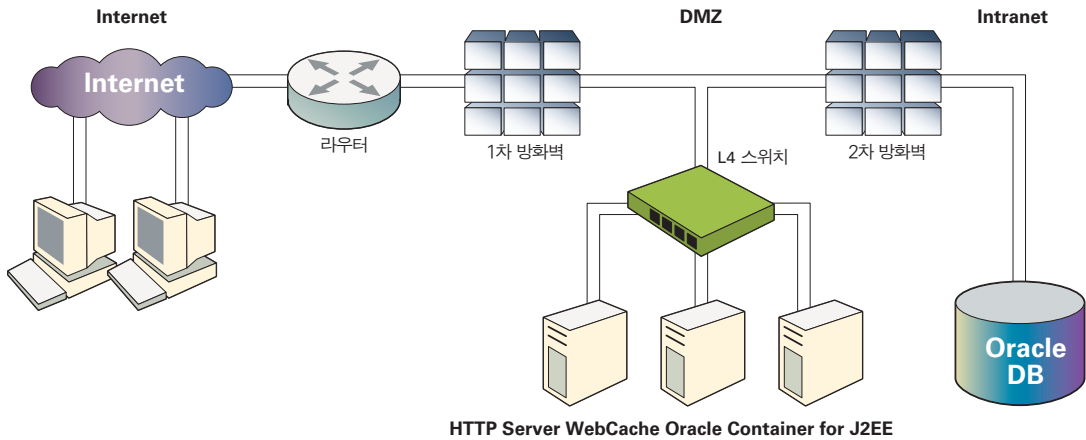 Internet
DMZ
Intranet
Internet
라우터
1차 방화벽
2차 방화벽
L4 스위치
Oracle
DB
HTTP Server WebCache Oracle Container for J2EE